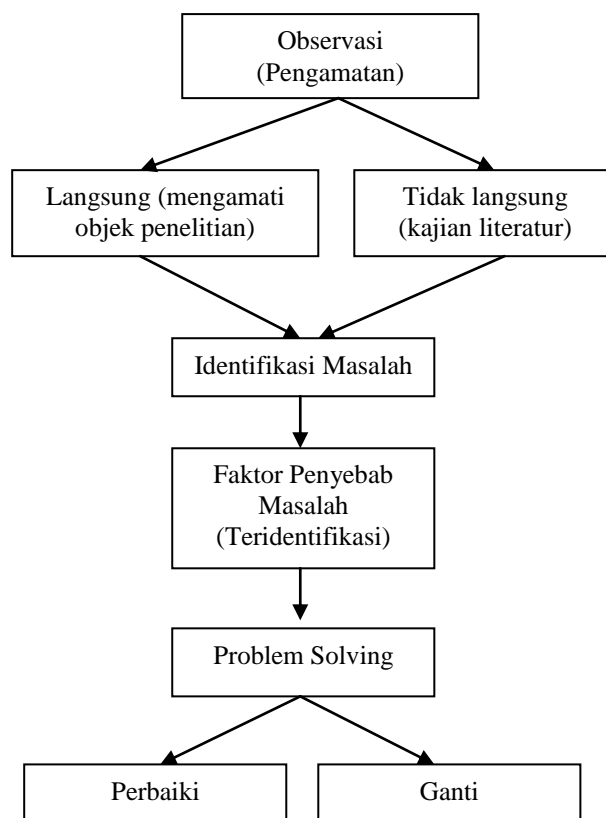 Observasi
(Pengamatan)
Langsung (mengamati
objek penelitian)
Tidak langsung
(kajian literatur)
Identifikasi Masalah
Faktor Penyebab
Masalah
(Teridentifikasi)
Problem Solving
Perbaiki
Ganti